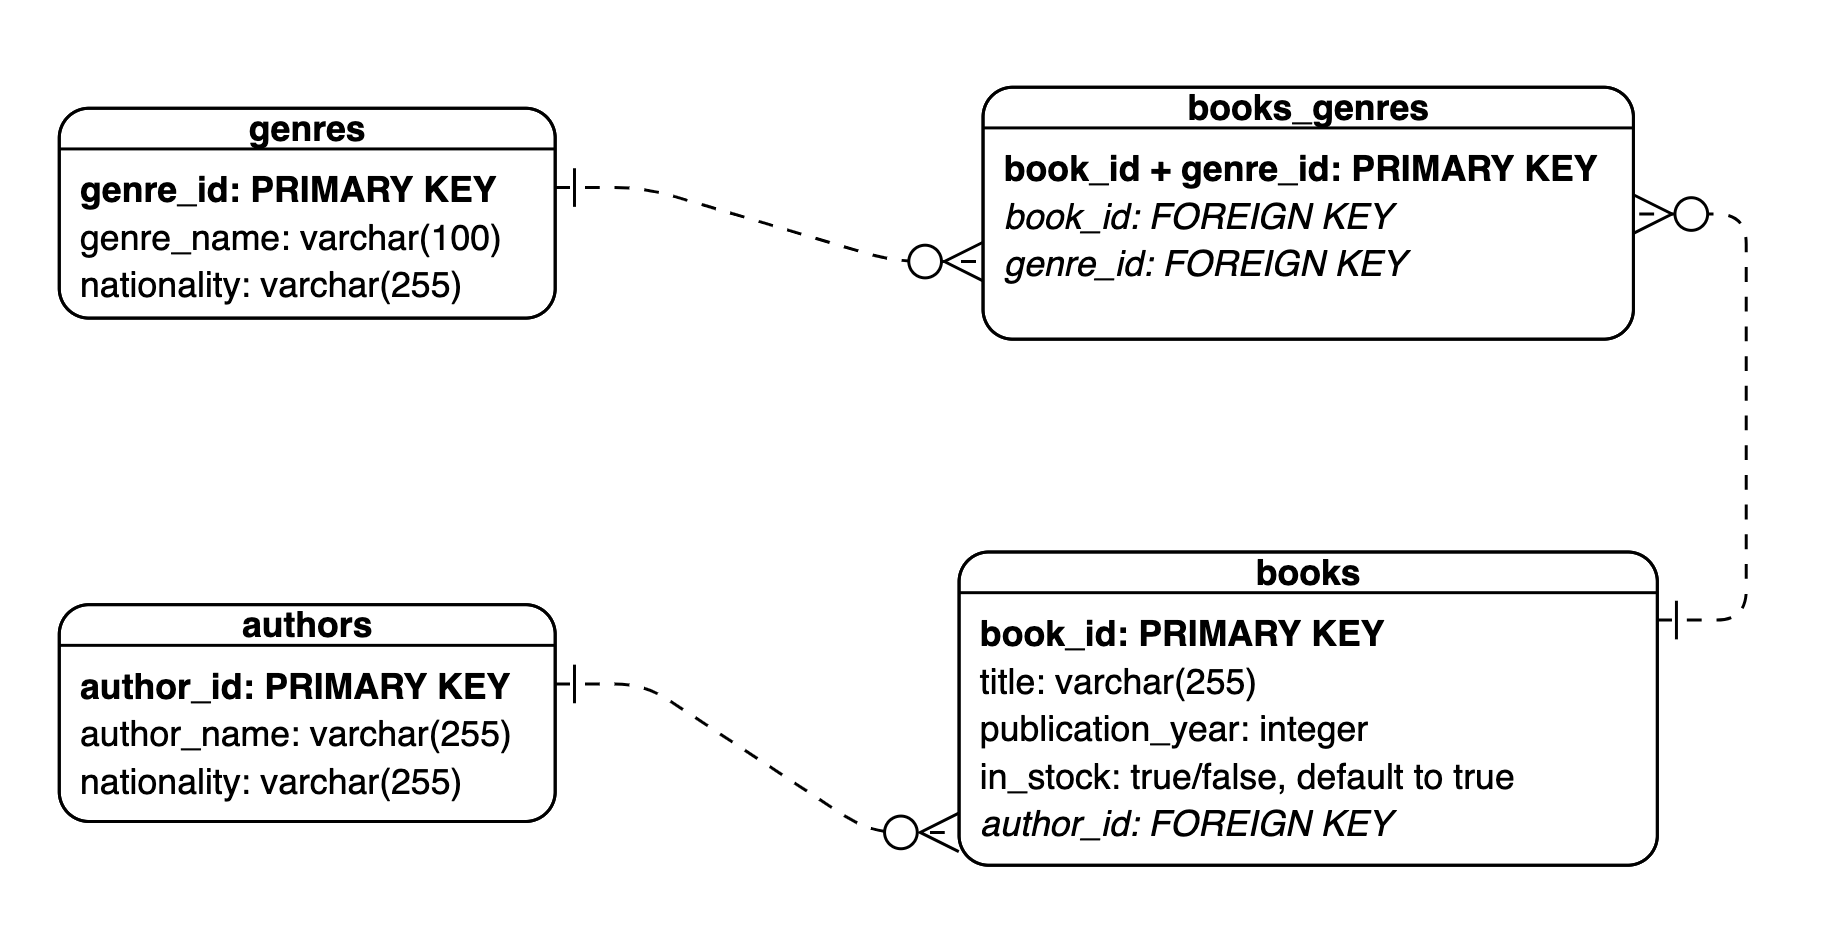 genres
genre_id: PRIMARY KEY
genre_name: varchar(100)
nationality: varchar(255)
books_genres
book_id + genre_id: PRIMARY KEY
book_id: FOREIGN KEY
genre_id: FOREIGN KEY
authors
author_id: PRIMARY KEY
author_name: varchar(255)
nationality: varchar(255)
books
book_id: PRIMARY KEY
title: varchar(255)
publication_year: integer
in_stock: true/false, default to true
author_id: FOREIGN KEY